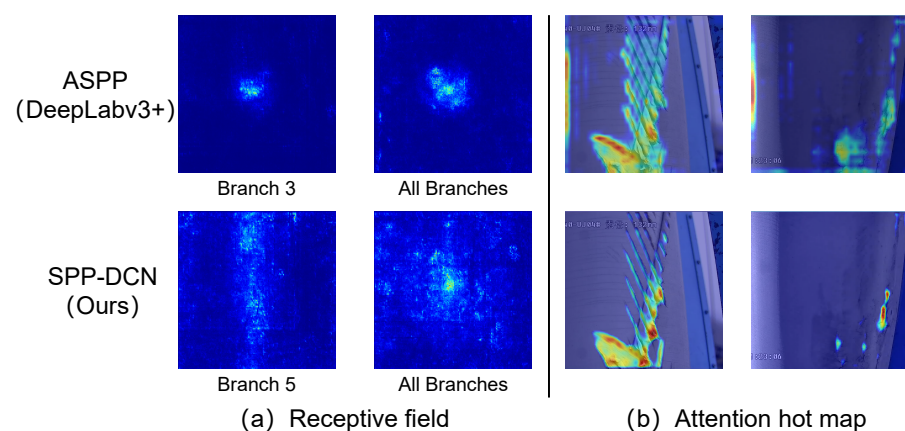 ASPP
（DeepLabv3+）
Branch 3
All Branches
SPP-DCN
（Ours）
Branch 5
All Branches
（a）Receptive field
（b）Attention hot map